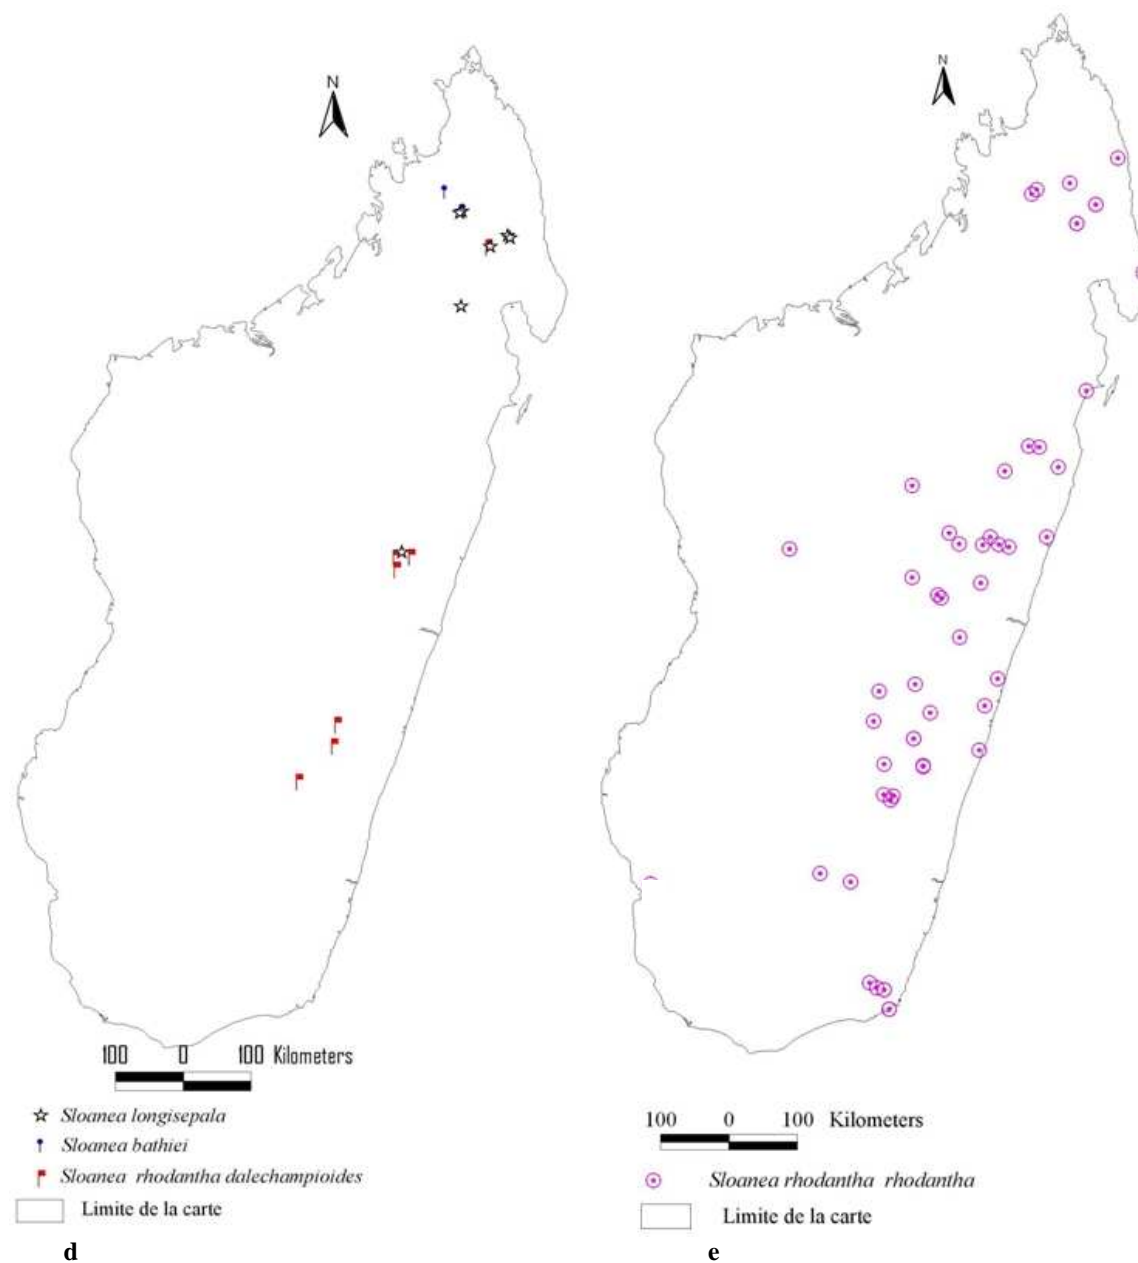 N
100 0 100 Kilometers
Sloanea longisepala
Sloanea bathiei
Sloanea rhodantha dalechampioides
Limite de la carte
d
N
100 0 100 Kilometers
Sloanea rhodantha rhodantha
Limite de la carte
e